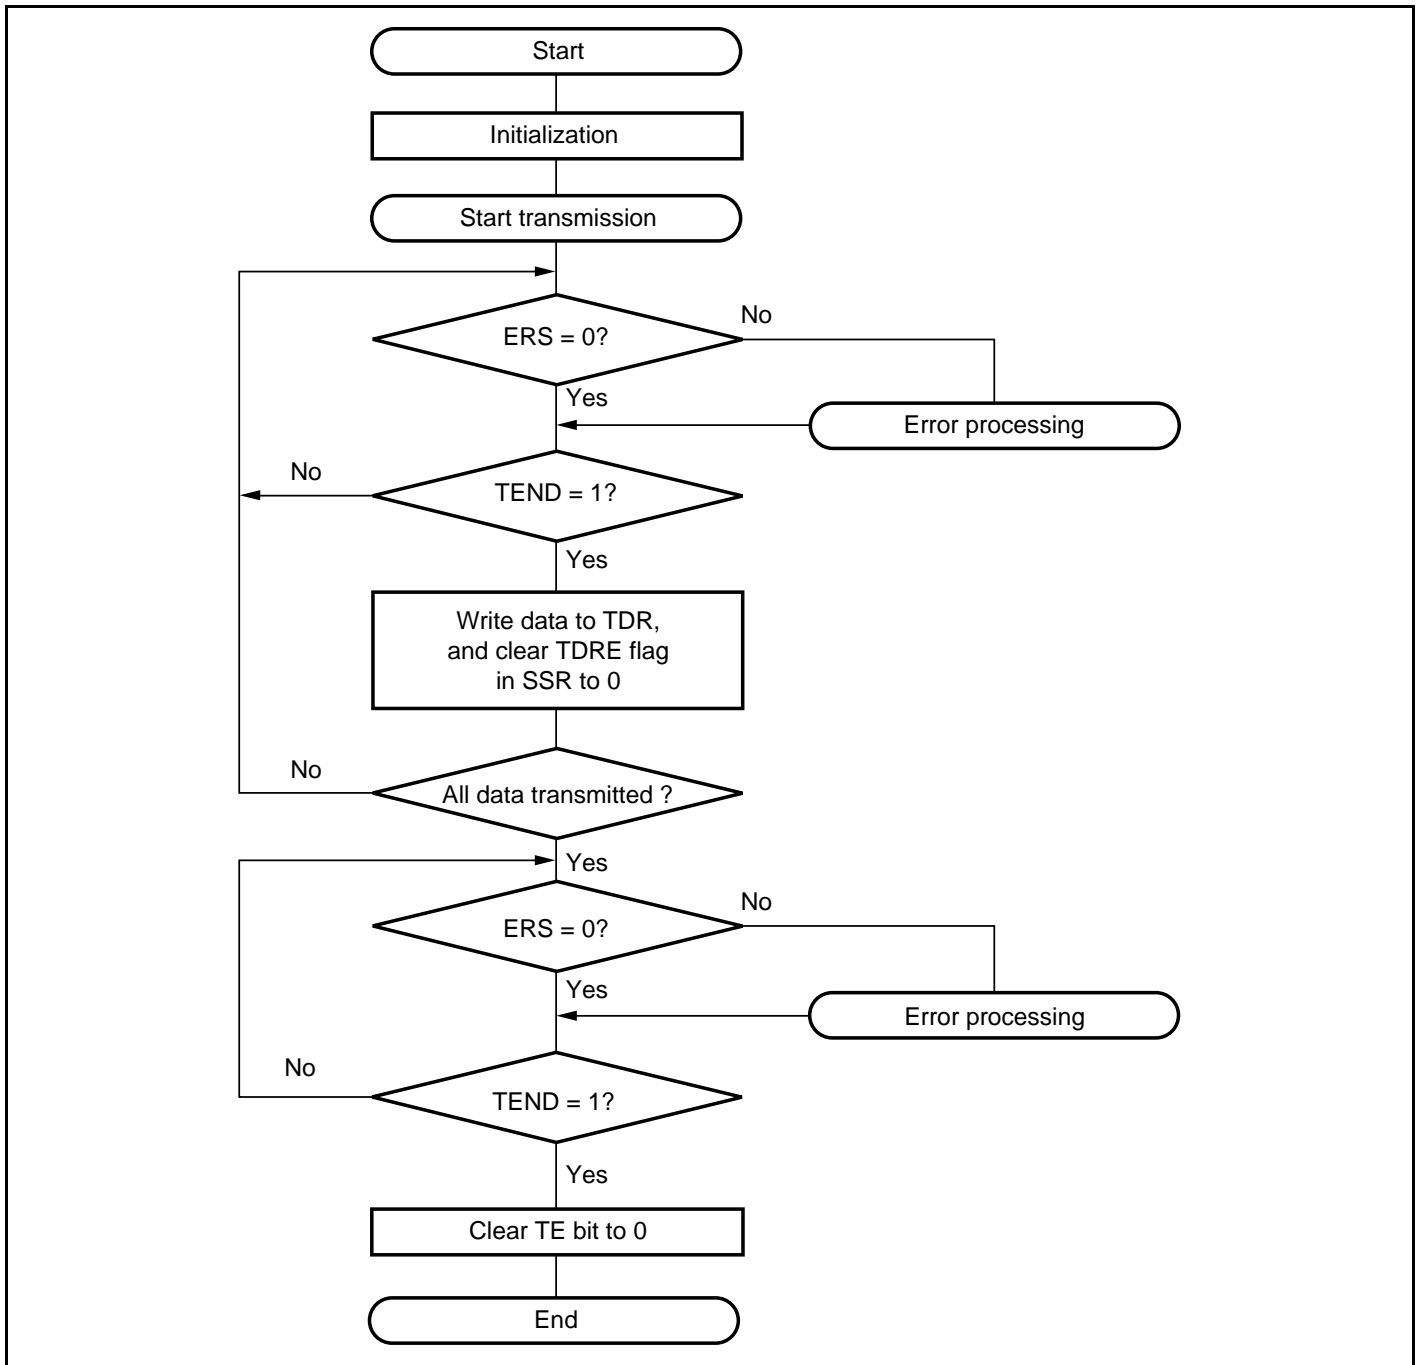 Start
Initialization
Start transmission
ERS = 0?
No
Yes
Error processing
No
TEND = 1?
Yes
Write data to TDR,
and clear TDRE flag
in SSR to 0
No
All data transmitted ?
Yes
ERS = 0?
No
Yes
Error processing
No
TEND = 1?
Yes
Clear TE bit to 0
End